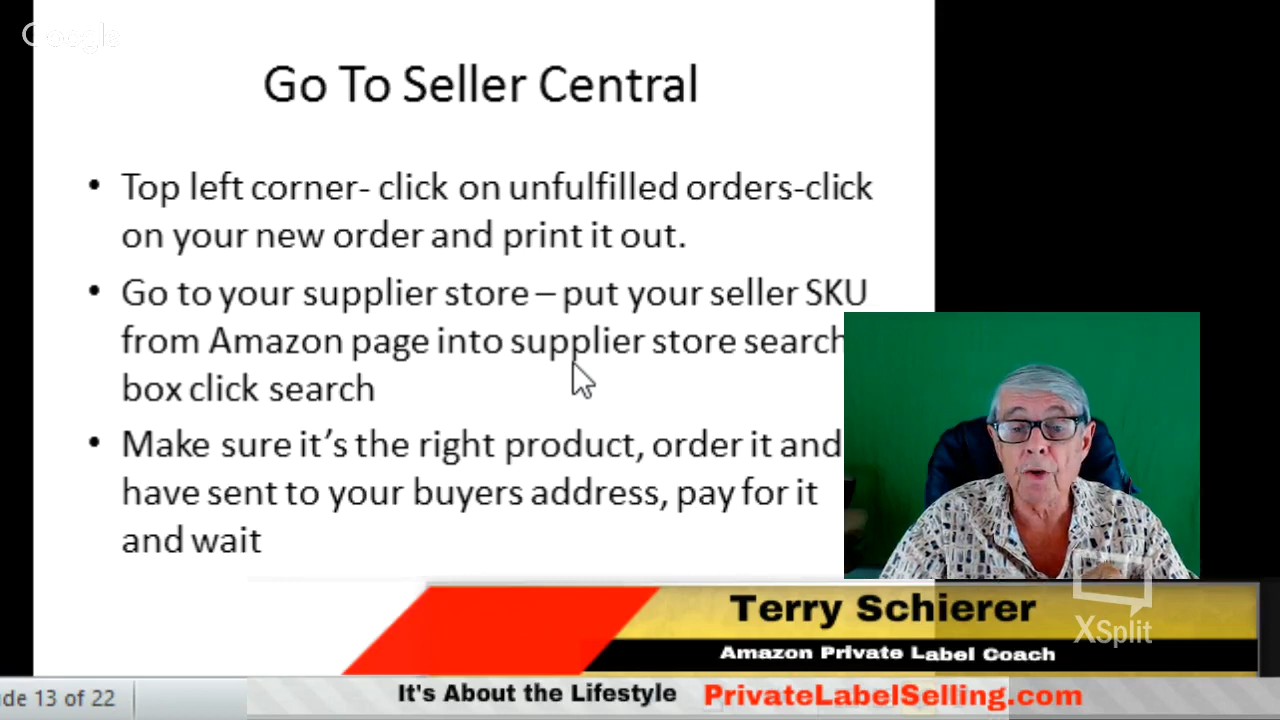 Google
Go To Seller Central
• Top left corner- click on unfulfilled orders-click
on your new order and print it out.
• Go to your supplier store – put your seller SKU
from Amazon page into supplier store search
box click search
• Make sure it's the right product, order it and
have sent to your buyers address, pay for it
and wait
Terry Schierer
XSplit
Amazon Private Label Coach
de 13 of 22
It's About the Lifestyle PrivateLabelSelling.com